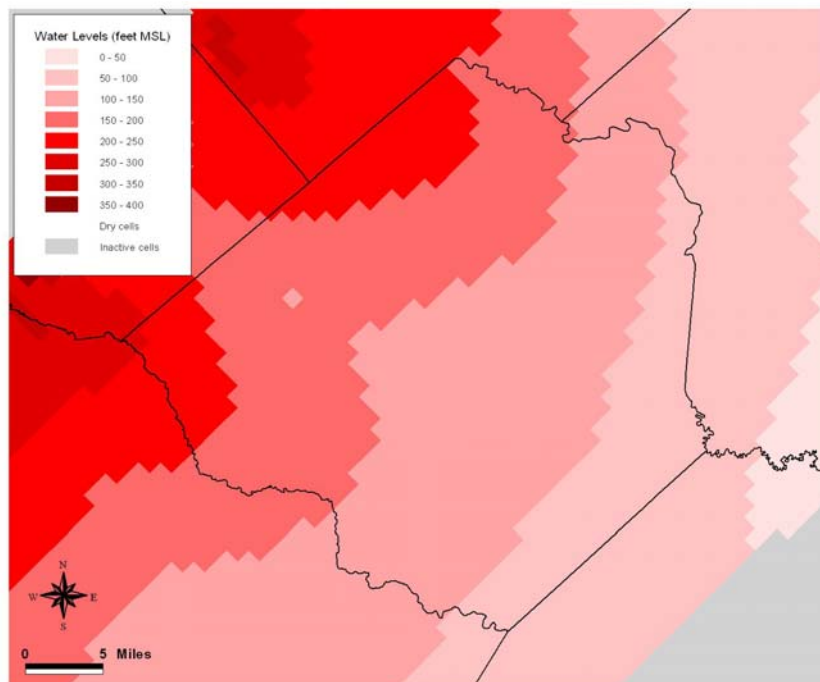 Water Levels (feet MSL)
0 - 50
50 - 100
100 - 150
150 - 200
200 - 250
250 - 300
300 - 350
350 - 400
Dry cells
Inactive cells
N
W E
S
0 5 Miles